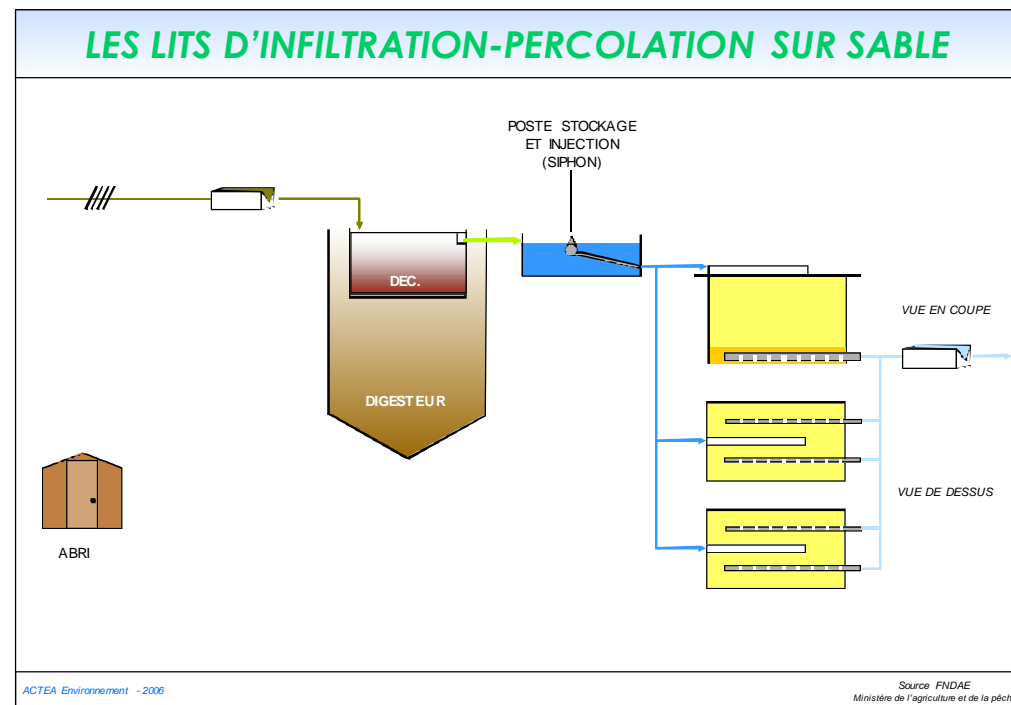 LES LITS D'INFILTRATION-PERCOLATION SUR SABLE
POSTE STOCKAGE
ET INJECTION
(SIPHON)
DEC.
VUE EN COUPE
DIGESTEUR
VUE DE DESSUS
ABRI
ACTEA Environnement - 2006
Source FNDAE
Ministère de l'agriculture et de la pêch